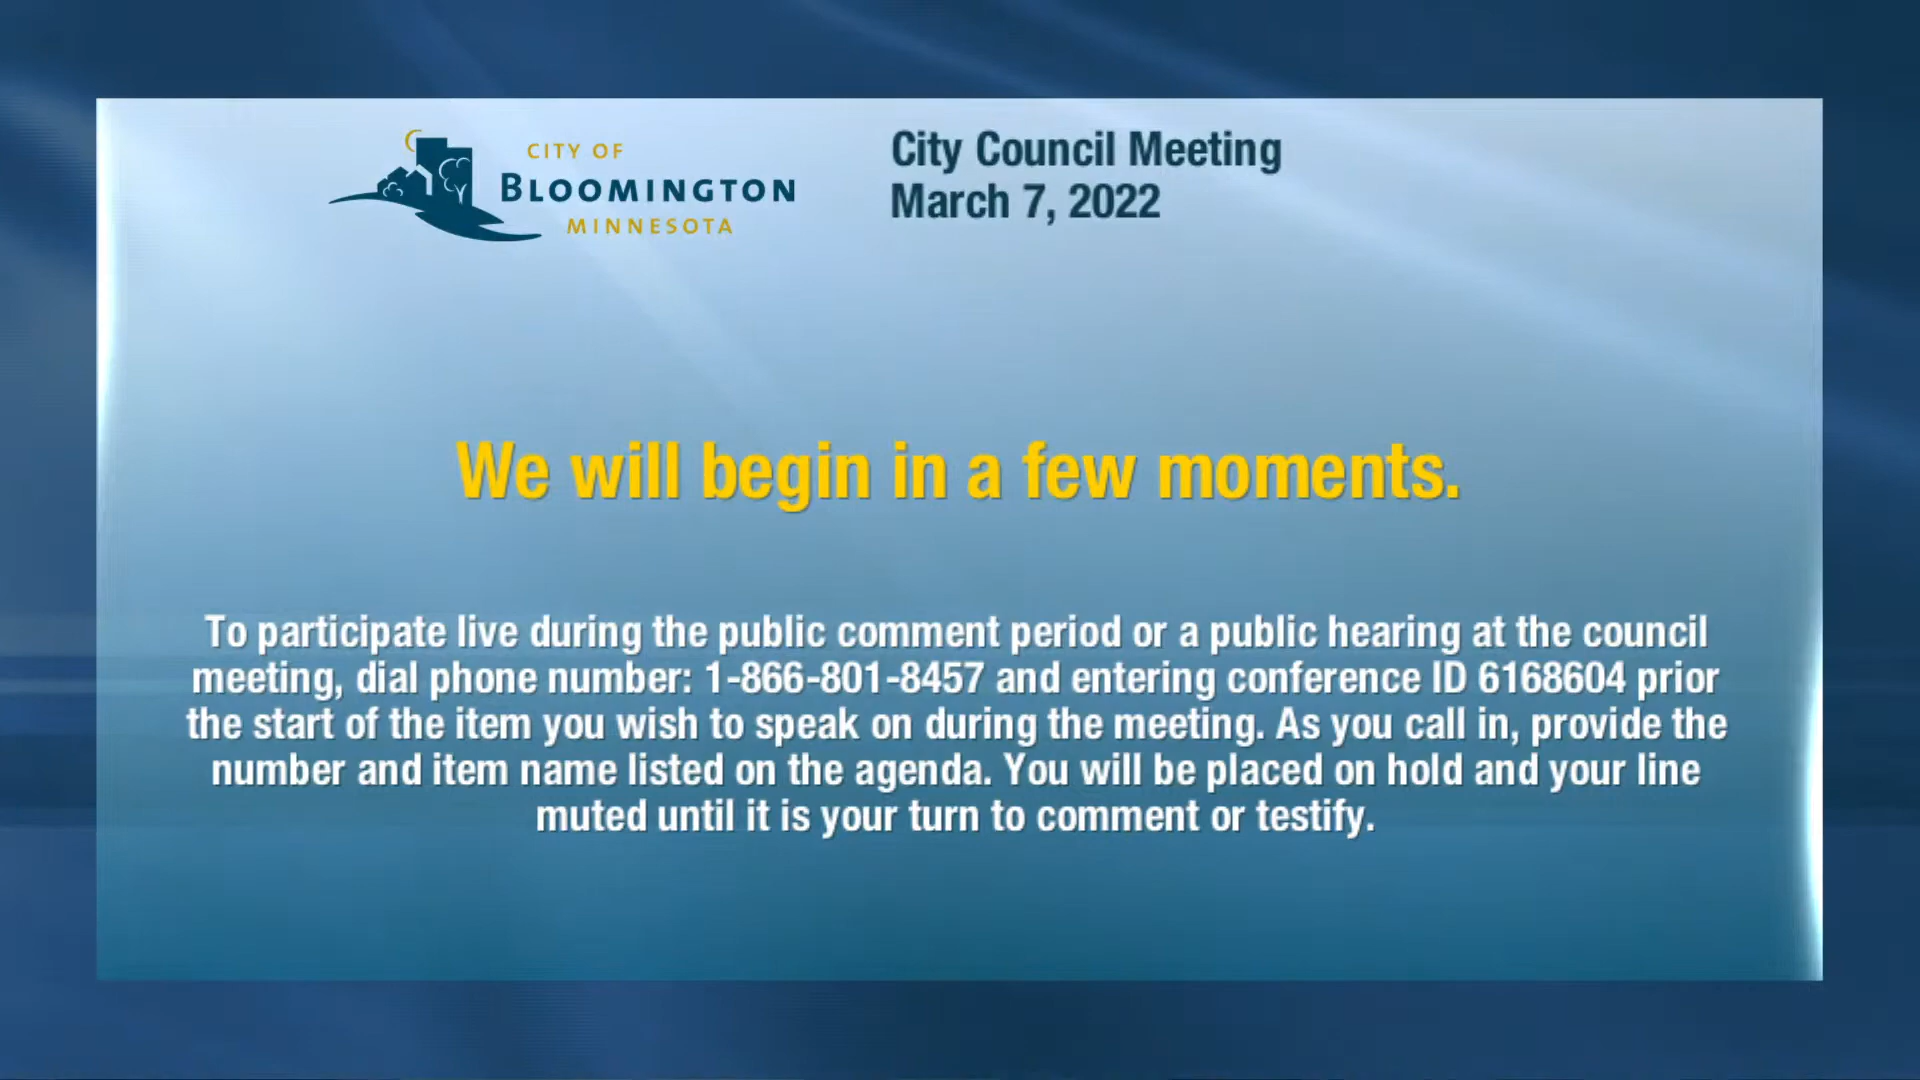 CITY OF
BLOOMINGTON
MINNESOTA
City Council Meeting
March 7, 2022
We will begin in a few moments.
To participate live during the public comment period or a public hearing at the council
meeting, dial phone number: 1-866-801-8457 and entering conference ID 6168604 prior
the start of the item you wish to speak on during the meeting. As you call in, provide the
number and item name listed on the agenda. You will be placed on hold and your line
muted until it is your turn to comment or testify.